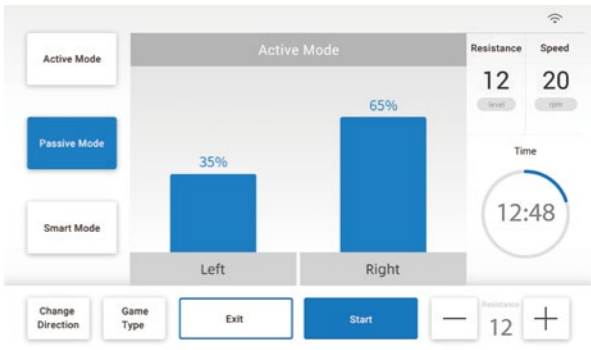 Active Mode
Passive Mode
Smart Mode
Active Mode
65%
35%
Left
Right
Resistance
Speed
12
20
level
rpm
Time
12:48
Change
Direction
Game
Type
Exit
Start
—
Resistance
12
+